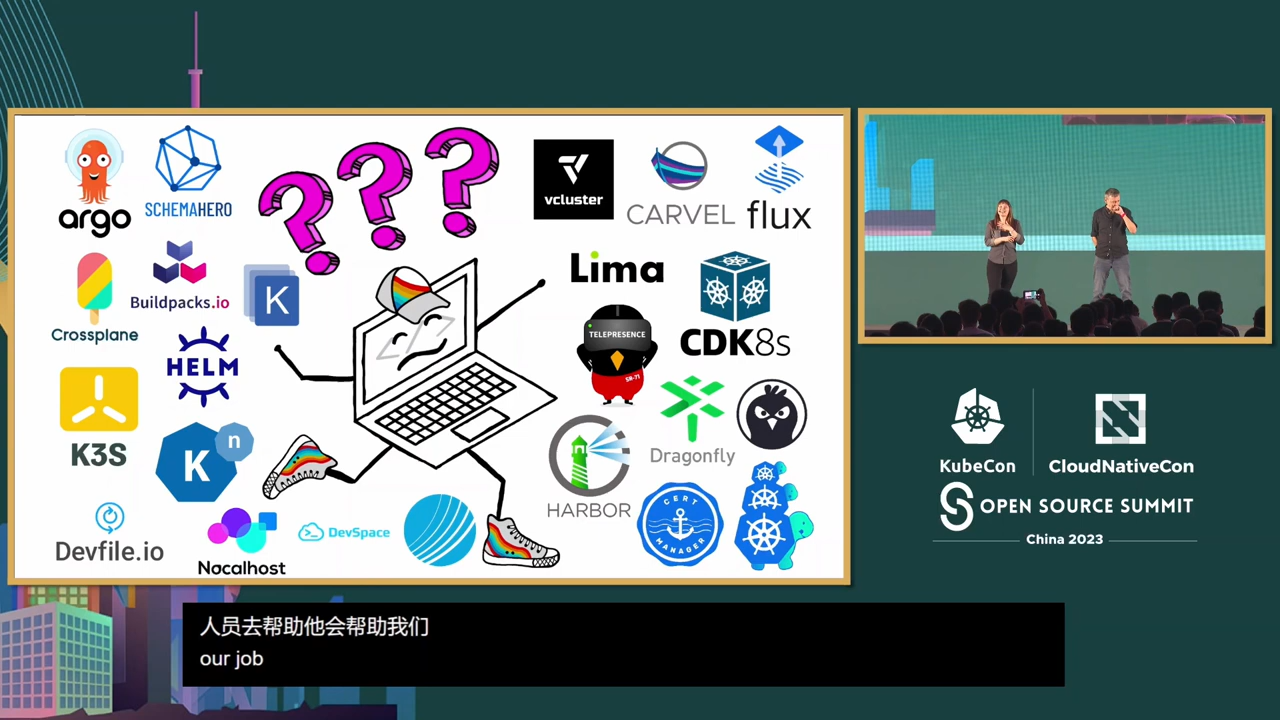 ???
argo
SCHEMAHERO
vcluster
CARVEL
flux
Crossplane
Buildpacks.io
K
Lima
CDK8s
HELM
TELEPRESENCE
SR-71
K3S
K
n
HARBOR
Dragonfly
CERT
MANAGER
Devfile.io
Nocalhost
DevSpace
KubeCon
CloudNativeCon
OPEN SOURCE SUMMIT
China 2023
人员去帮助他会帮助我们
our job